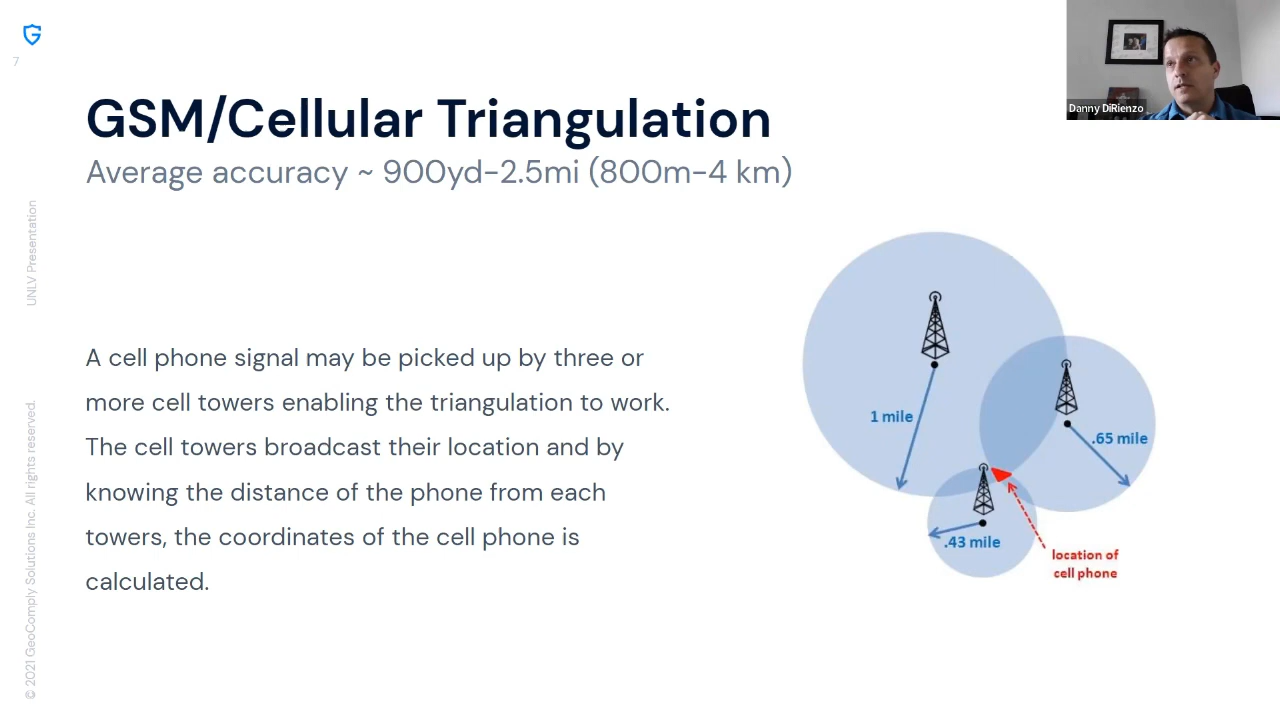 7
GSM/Cellular Triangulation
Average accuracy ~ 900yd-2.5mi (800m-4 km)
Danny DiRienzo
UNLV Presentation
© 2021 GeoComply Solutions Inc. All rights reserved.
A cell phone signal may be picked up by three or
more cell towers enabling the triangulation to work.
The cell towers broadcast their location and by
knowing the distance of the phone from each
towers, the coordinates of the cell phone is
calculated.
1 mile
.65 mile
.43 mile
location of
cell phone